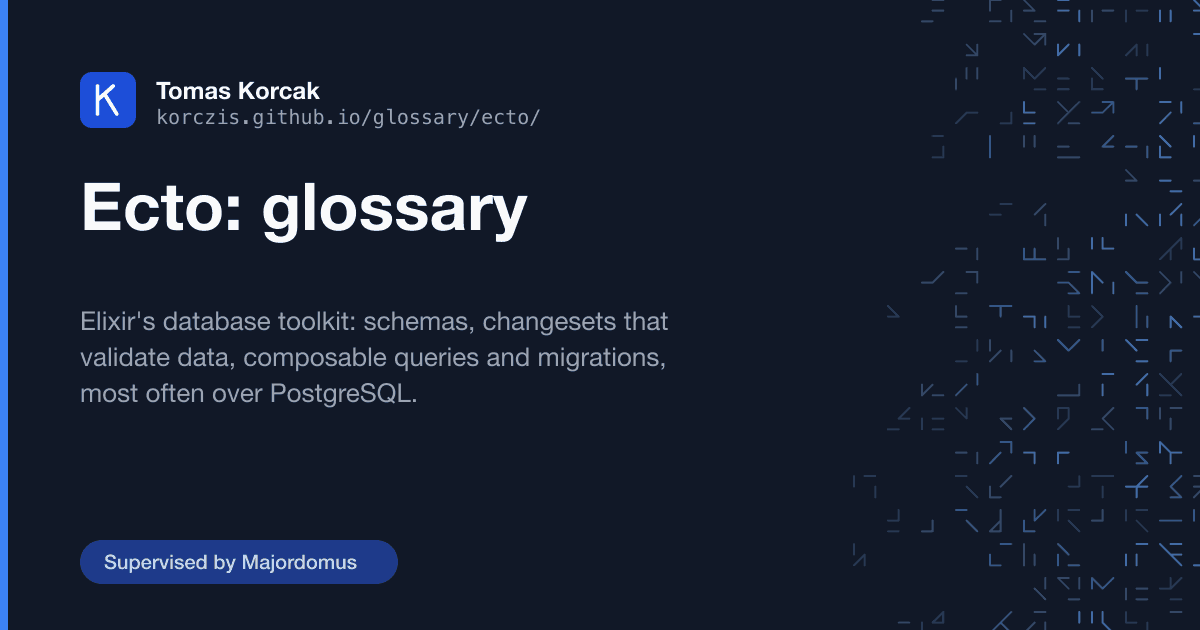 K
Tomas Korcak
korczis.github.io/glossary/ecto/
Ecto: glossary
Elixir's database toolkit: schemas, changesets that
validate data, composable queries and migrations,
most often over PostgreSQL.
Supervised by Majordomus